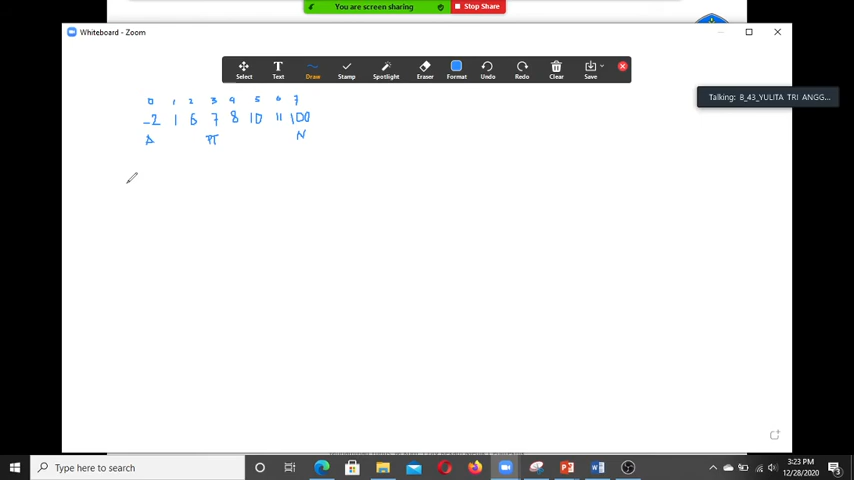 You are screen sharing Stop Share
Whiteboard - Zoom
Select Text Draw Stamp Spotlight Eraser Format Undo Redo Clear Save
Talking: B_43_YULITA TRI ANGG...
0 1 2 3 4 5 6 7
-2 1 6 7 8 10 11 100
PT N
Type here to search
3:23 PM
12/28/2020
3